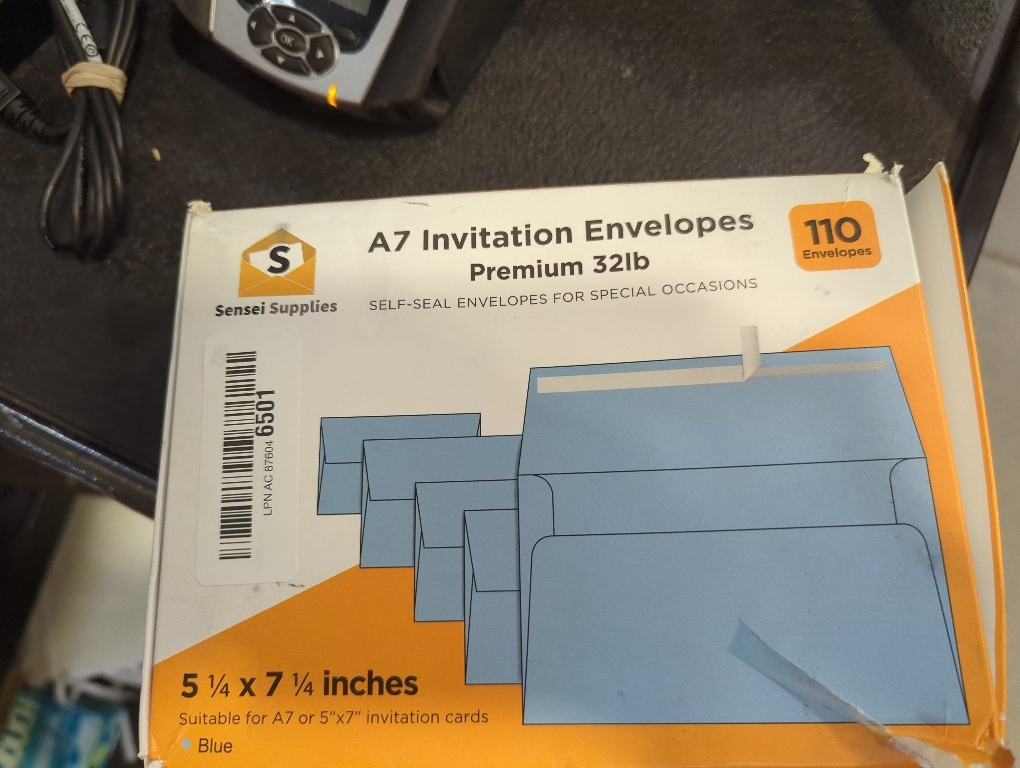 OK
A7 Invitation Envelopes
Premium 32lb
SELF-SEAL ENVELOPES FOR SPECIAL OCCASIONS
110
Envelopes
S
Sensei Supplies
LPN AC 87604 6501
5 ¼ x 7 ¼ inches
Suitable for A7 or 5"x7" invitation cards
Blue